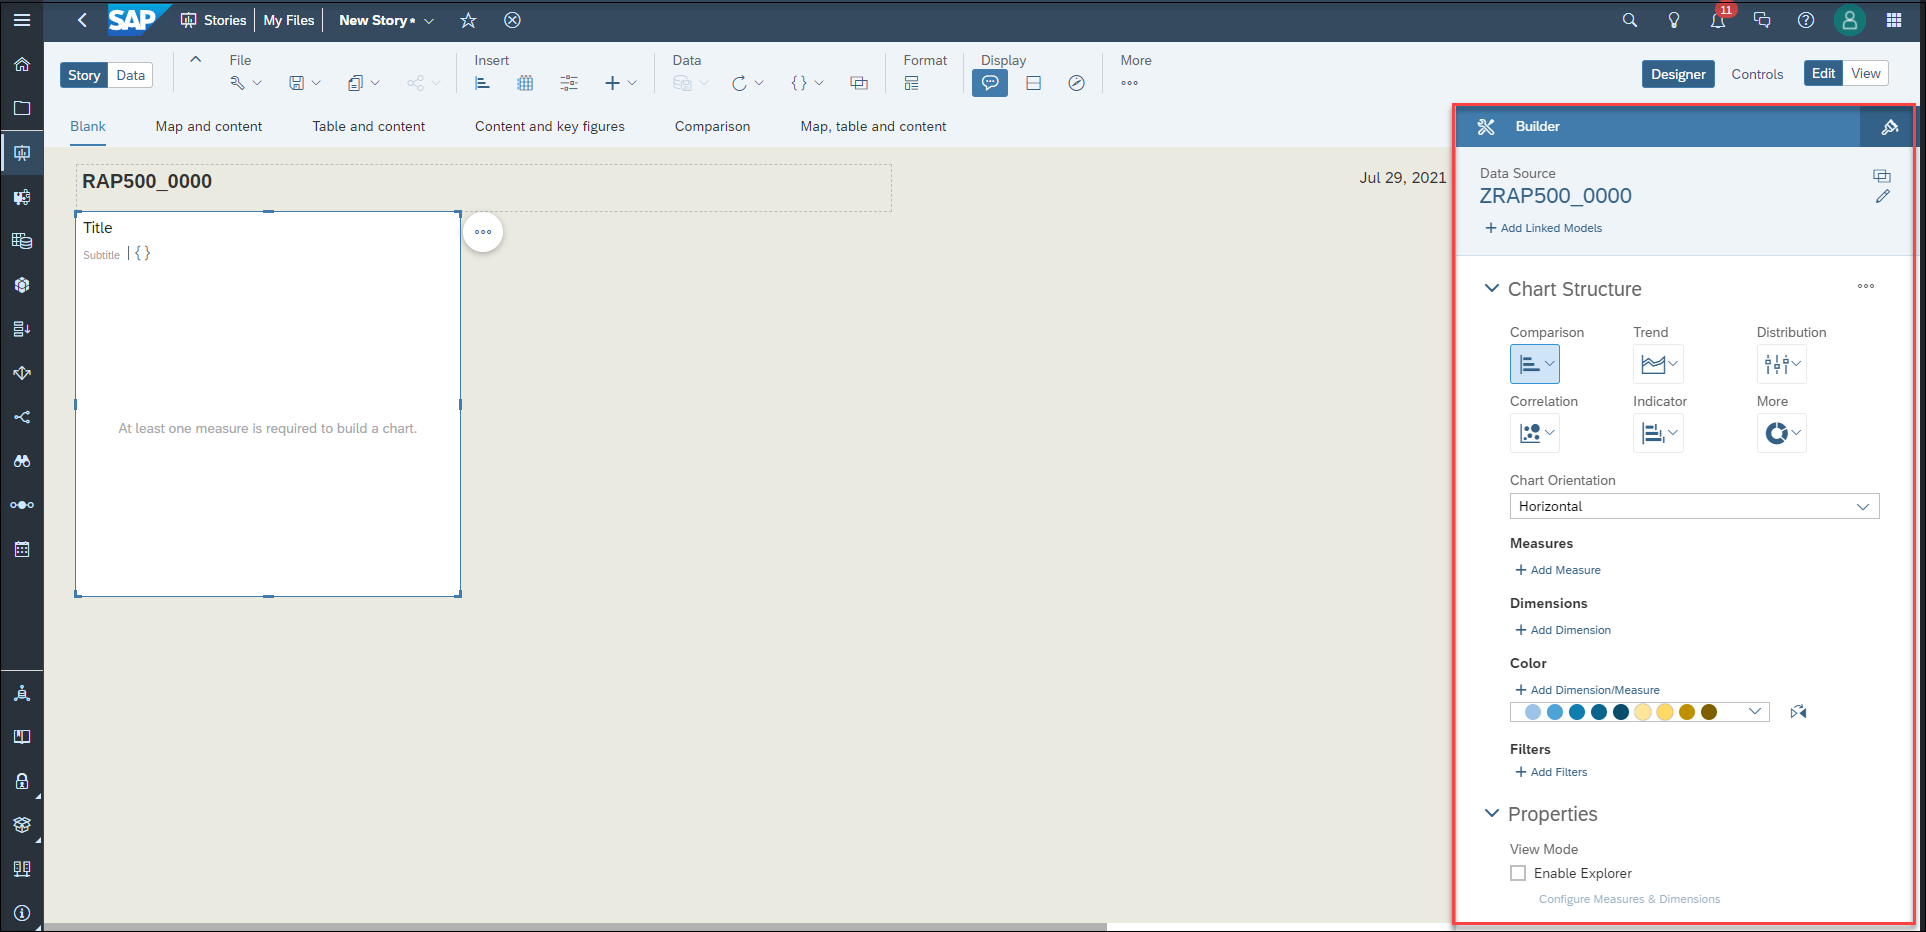 SAP Stories My Files New Story* 11
Story Data File Insert Data Format Display More Designer Controls Edit View
Blank Map and content Table and content Content and key figures Comparison Map, table and content
Builder
RAP500_0000
Jul 29, 2021
Title
Subtitle | { }
At least one measure is required to build a chart.
Data Source
ZRAP500_0000
+ Add Linked Models
Chart Structure
Comparison Trend Distribution
Correlation Indicator More
Chart Orientation
Horizontal
Measures
+ Add Measure
Dimensions
+ Add Dimension
Color
+ Add Dimension/Measure
Filters
+ Add Filters
Properties
View Mode
Enable Explorer
Configure Measures & Dimensions